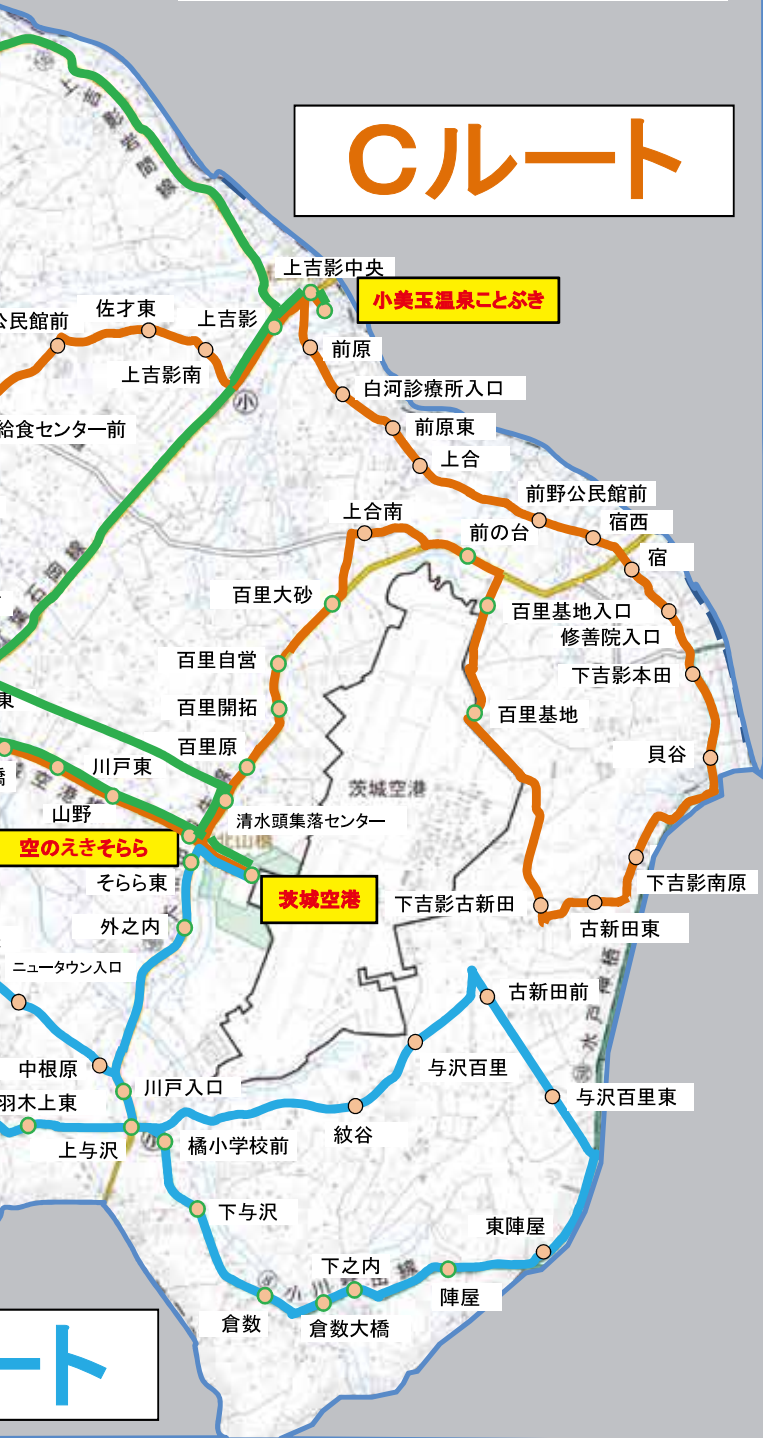 Cルート
上吉影中央
小美玉温泉ことぶき
公民館前
佐才東
上吉影
上吉影南
前原
白河診療所入口
小
給食センター前
前原東
上合
前野公民館前
宿西
上合南
前の台
宿
百里大砂
百里基地入口
修善院入口
石岡線
百里自営
下吉影本田
東
百里開拓
百里基地
百里原
貝谷
橋
川戸東
茨城空港
山野
清水頭集落センター
空のえきそらら
そらら東
茨城空港
下吉影古新田
下吉影南原
古新田東
外之内
ニュータウン入口
古新田前
中根原
与沢百里
川戸入口
与沢百里東
羽木上東
上与沢
橘小学校前
紋谷
下与沢
東陣屋
下之内
陣屋
小川
線
倉数
倉数大橋
ート